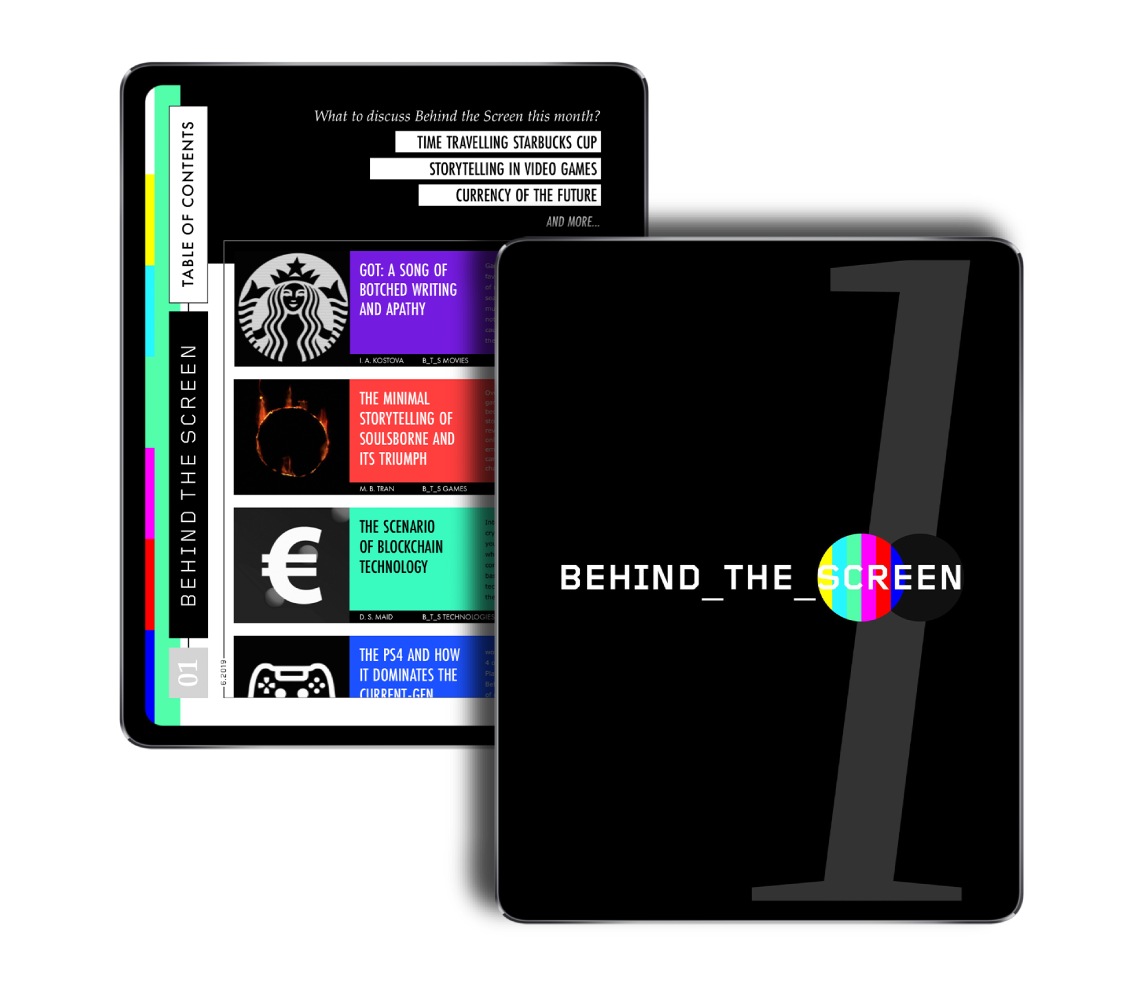 What to discuss Behind the Screen this month?
TIME TRAVELLING STARBUCKS CUP
STORYTELLING IN VIDEO GAMES
CURRENCY OF THE FUTURE
AND MORE...
TABLE OF CONTENTS
BEHIND THE SCREEN
01
6.2019
GOT: A SONG OF
BOTCHED WRITING
AND APATHY
I. A. KOSTOVA B_T_S MOVIES
THE MINIMAL
STORYTELLING OF
SOULSBORNE AND
ITS TRIUMPH
M. B. TRAN B_T_S GAMES
THE SCENARIO
OF BLOCKCHAIN
TECHNOLOGY
D. S. MAID B_T_S TECHNOLOGIES
THE PS4 AND HOW
IT DOMINATES THE
CURRENT-GEN
1
BEHIND_THE_SCREEN